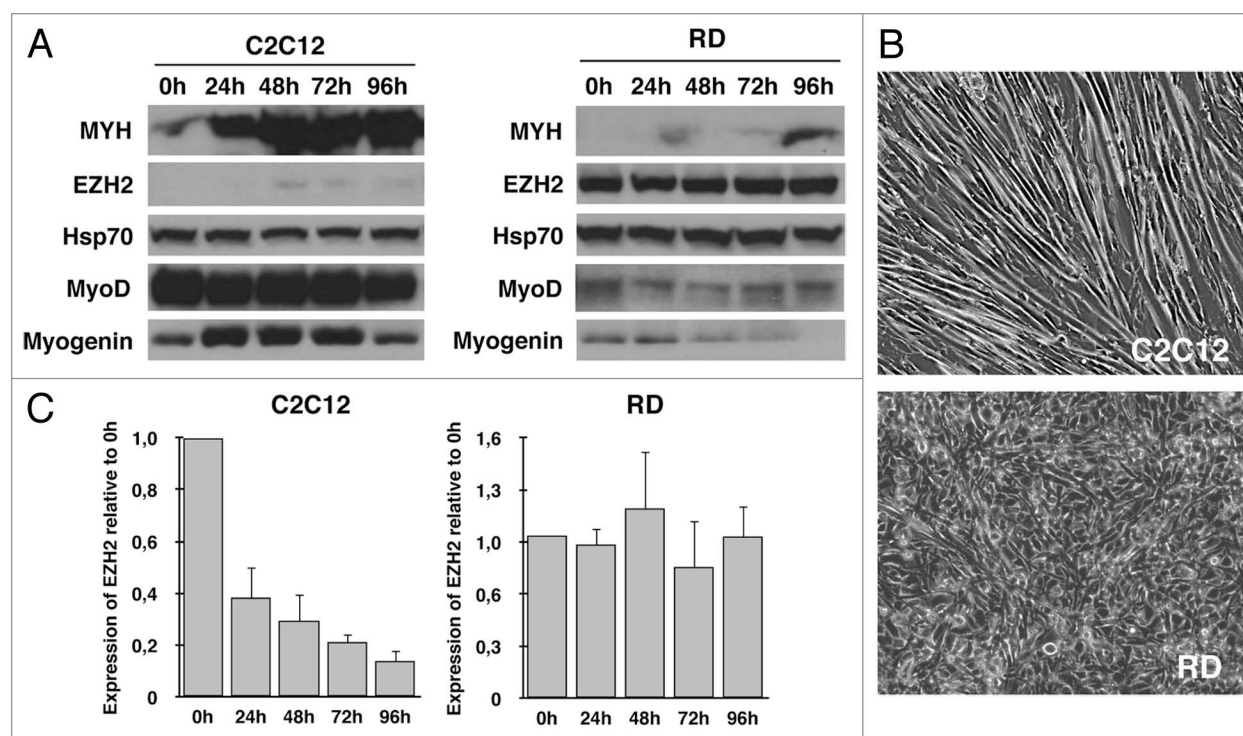 A
C2C12
0h 24h 48h 72h 96h
MYH
EZH2
Hsp70
MyoD
Myogenin
RD
0h 24h 48h 72h 96h
MYH
EZH2
Hsp70
MyoD
Myogenin
B
C2C12
RD
C
C2C12
Expression of EZH2 relative to 0h
1,0
0,8
0,6
0,4
0,2
0
0h 24h 48h 72h 96h
RD
Expression of EZH2 relative to 0h
1,6
1,3
1,0
0,6
0,3
0
0h 24h 48h 72h 96h